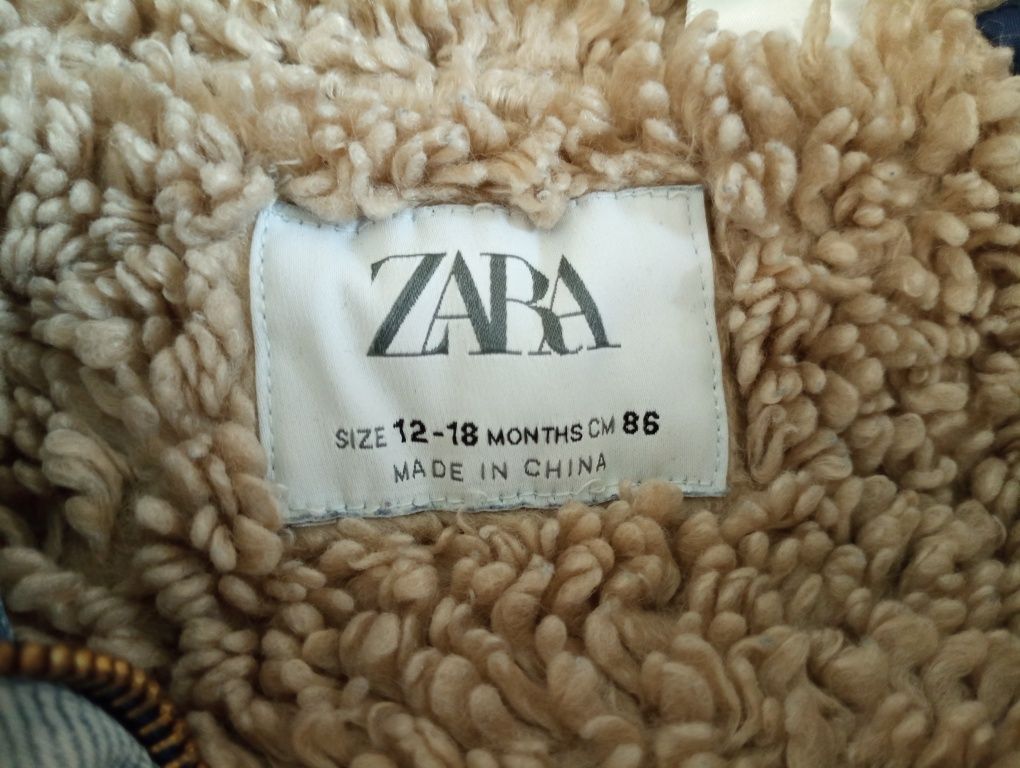 ZARA
SIZE 12-18 MONTHS CM 86
MADE IN CHINA